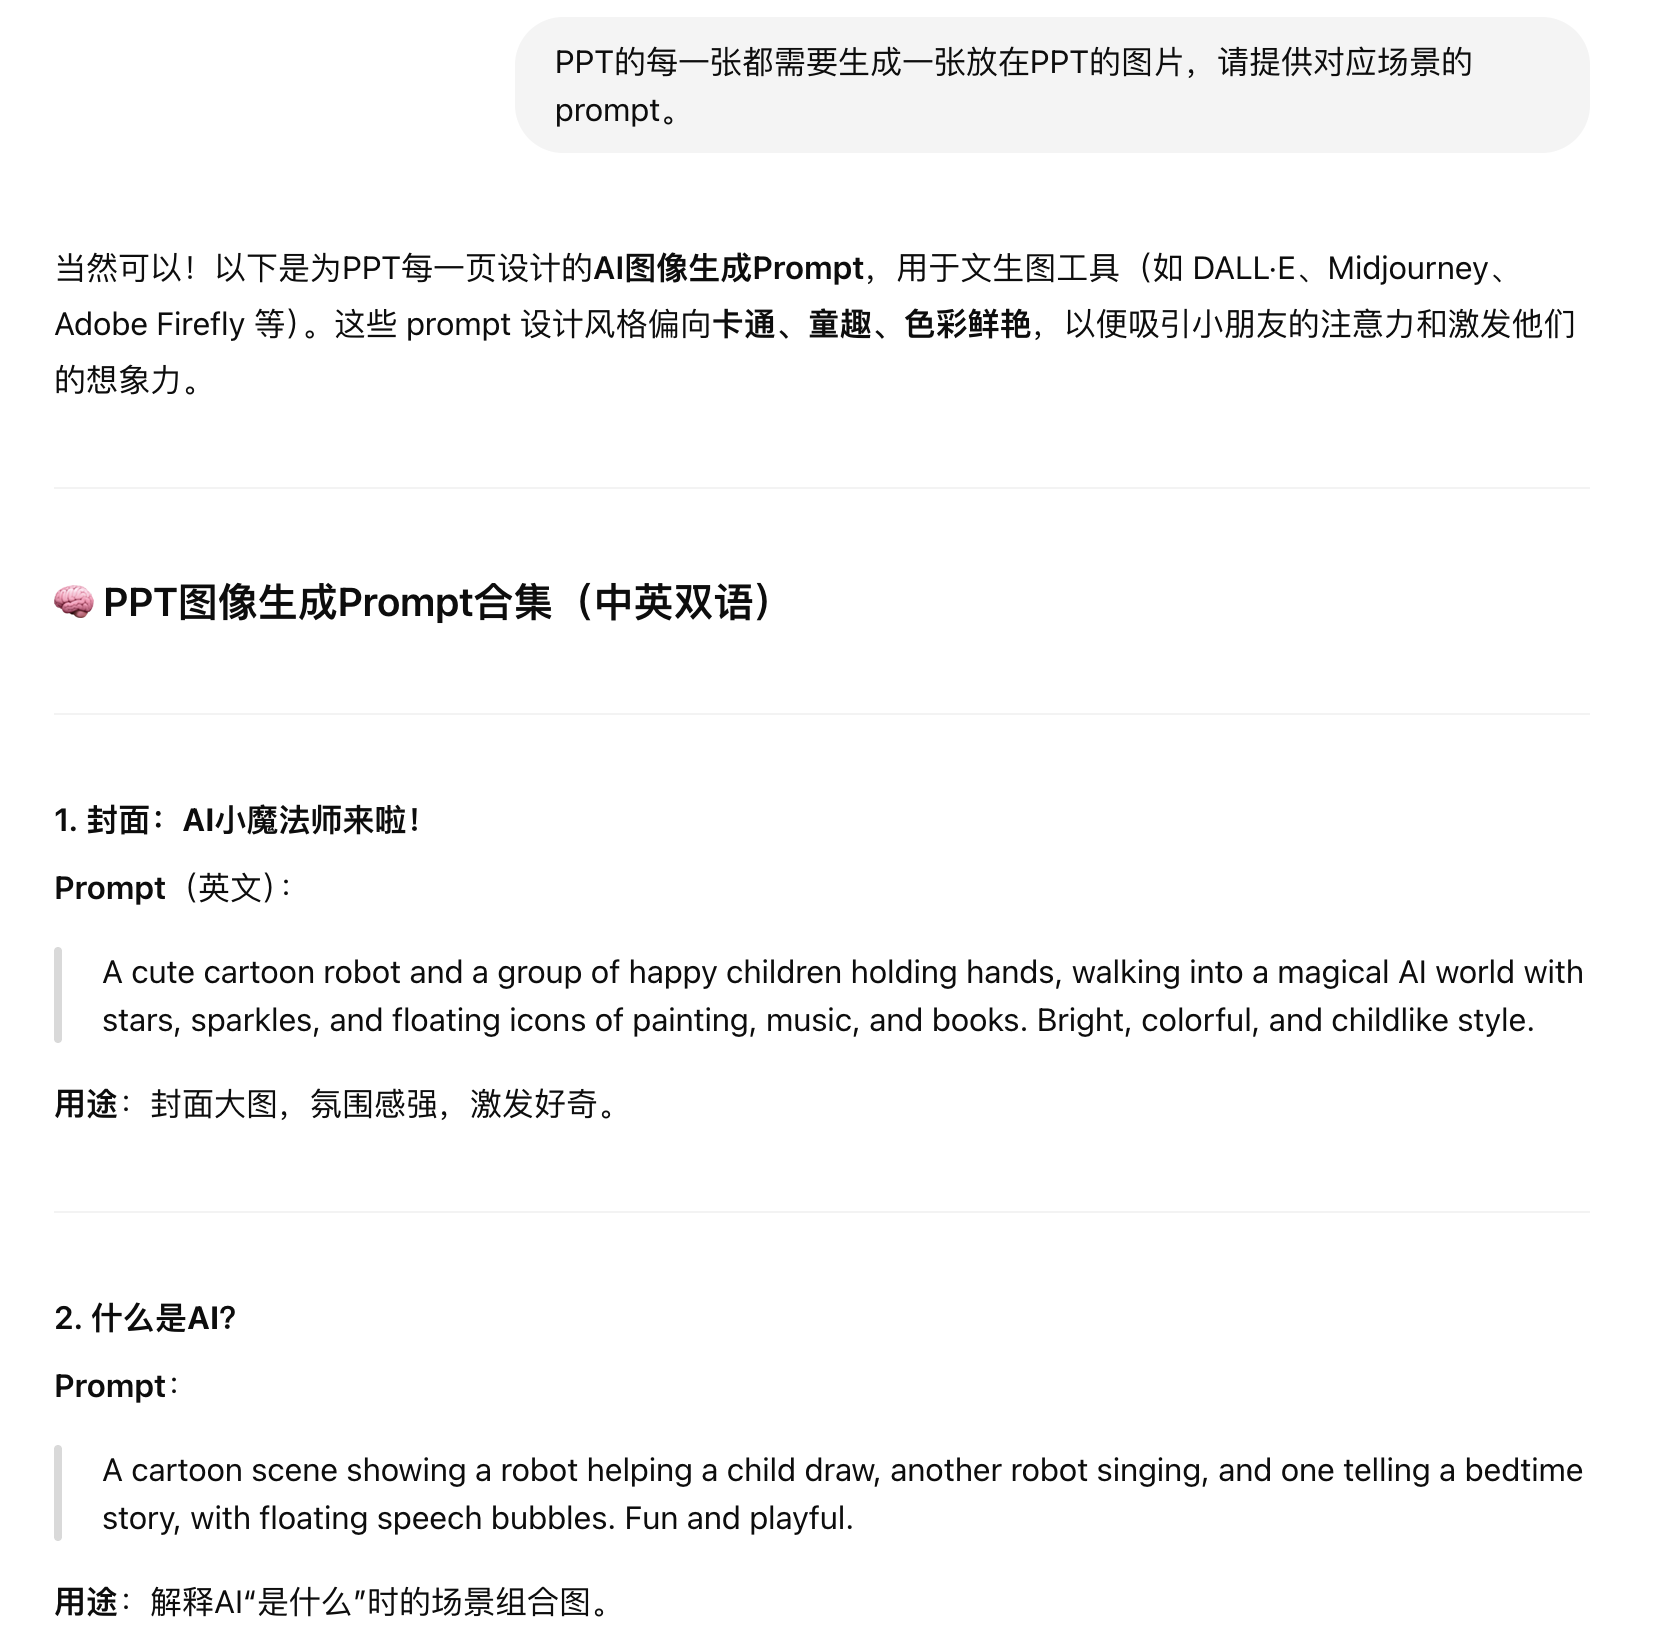 PPT的每一张都需要生成一张放在PPT的图片，请提供对应场景的
prompt。
当然可以！以下是为PPT每一页设计的AI图像生成Prompt，用于文生图工具（如 DALL·E、Midjourney、
Adobe Firefly 等）。这些 prompt 设计风格偏向卡通、童趣、色彩鲜艳，以便吸引小朋友的注意力和激发他们
的想象力。
🧠 PPT图像生成Prompt合集（中英双语）
1. 封面：AI小魔法师来啦！
Prompt（英文）：
A cute cartoon robot and a group of happy children holding hands, walking into a magical AI world with
stars, sparkles, and floating icons of painting, music, and books. Bright, colorful, and childlike style.
用途：封面大图，氛围感强，激发好奇。
2. 什么是AI？
Prompt：
A cartoon scene showing a robot helping a child draw, another robot singing, and one telling a bedtime
story, with floating speech bubbles. Fun and playful.
用途：解释AI“是什么”时的场景组合图。